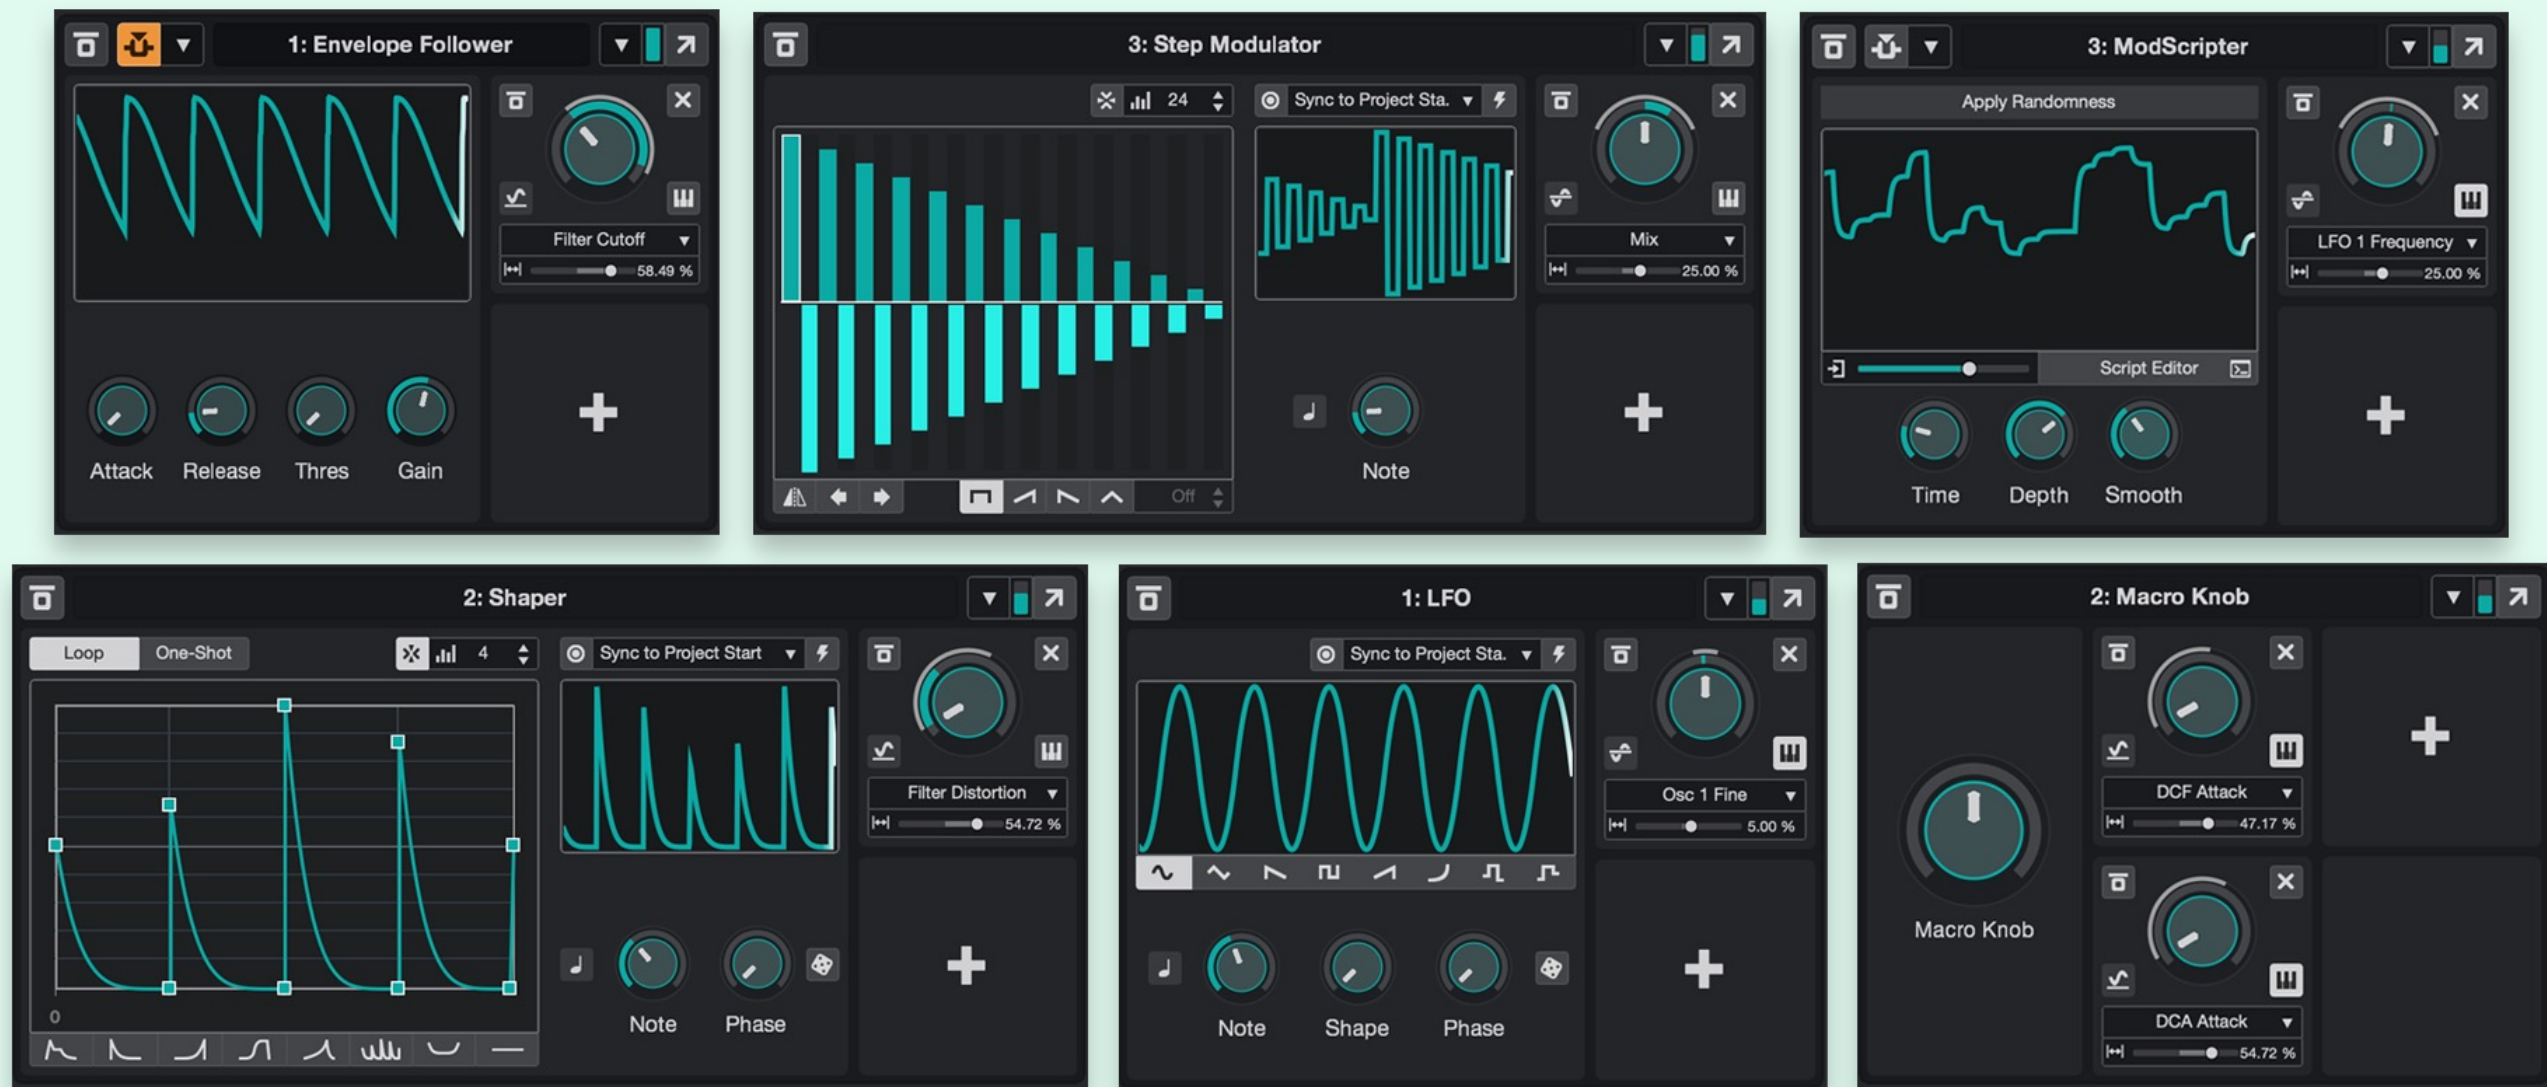 1: Envelope Follower
Filter Cutoff
58.49 %
Attack
Release
Thres
Gain
3: Step Modulator
24
Sync to Project Sta.
Mix
25.00 %
Off
Note
3: ModScripter
Apply Randomness
LFO 1 Frequency
25.00 %
Script Editor
Time
Depth
Smooth
2: Shaper
Loop
One-Shot
4
Sync to Project Start
Filter Distortion
54.72 %
0
Note
Phase
1: LFO
Sync to Project Sta.
Osc 1 Fine
5.00 %
Note
Shape
Phase
2: Macro Knob
DCF Attack
47.17 %
Macro Knob
DCA Attack
54.72 %